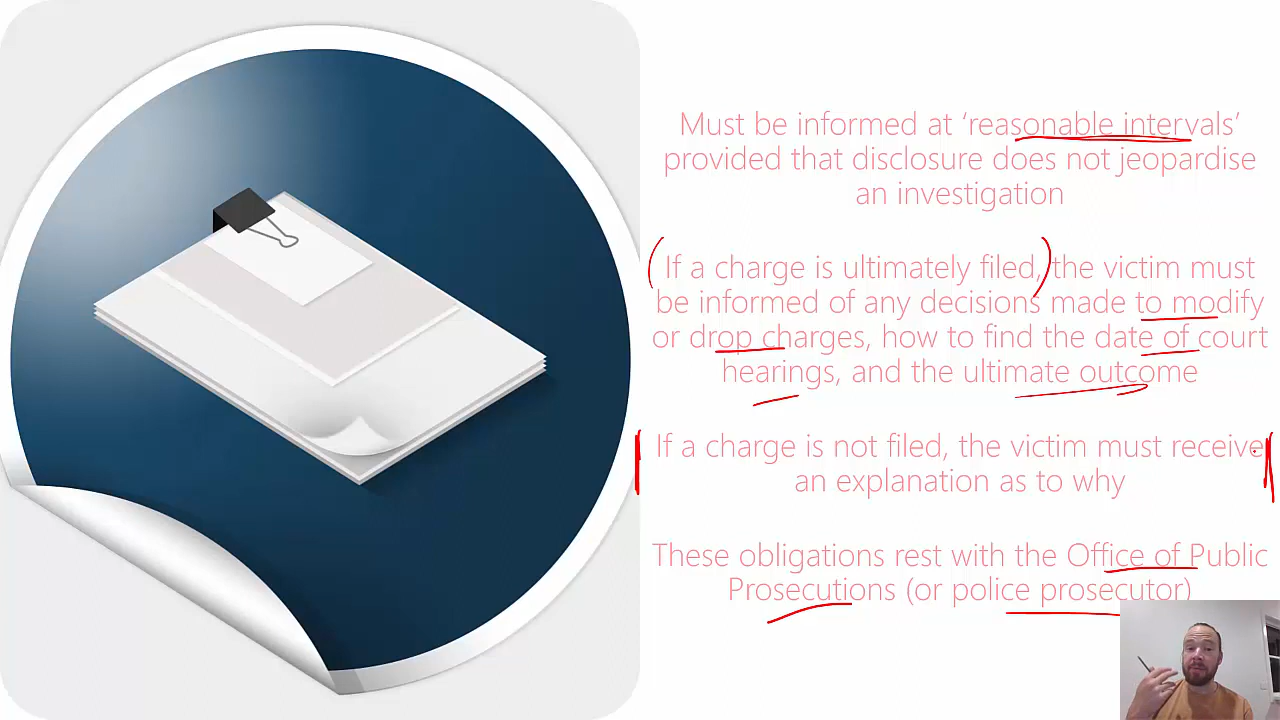 Must be informed at ‘reasonable intervals’
provided that disclosure does not jeopardise
an investigation
If a charge is ultimately filed, the victim must
be informed of any decisions made to modify
or drop charges, how to find the date of court
hearings, and the ultimate outcome
If a charge is not filed, the victim must receive
an explanation as to why
These obligations rest with the Office of Public
Prosecutions (or police prosecutor)